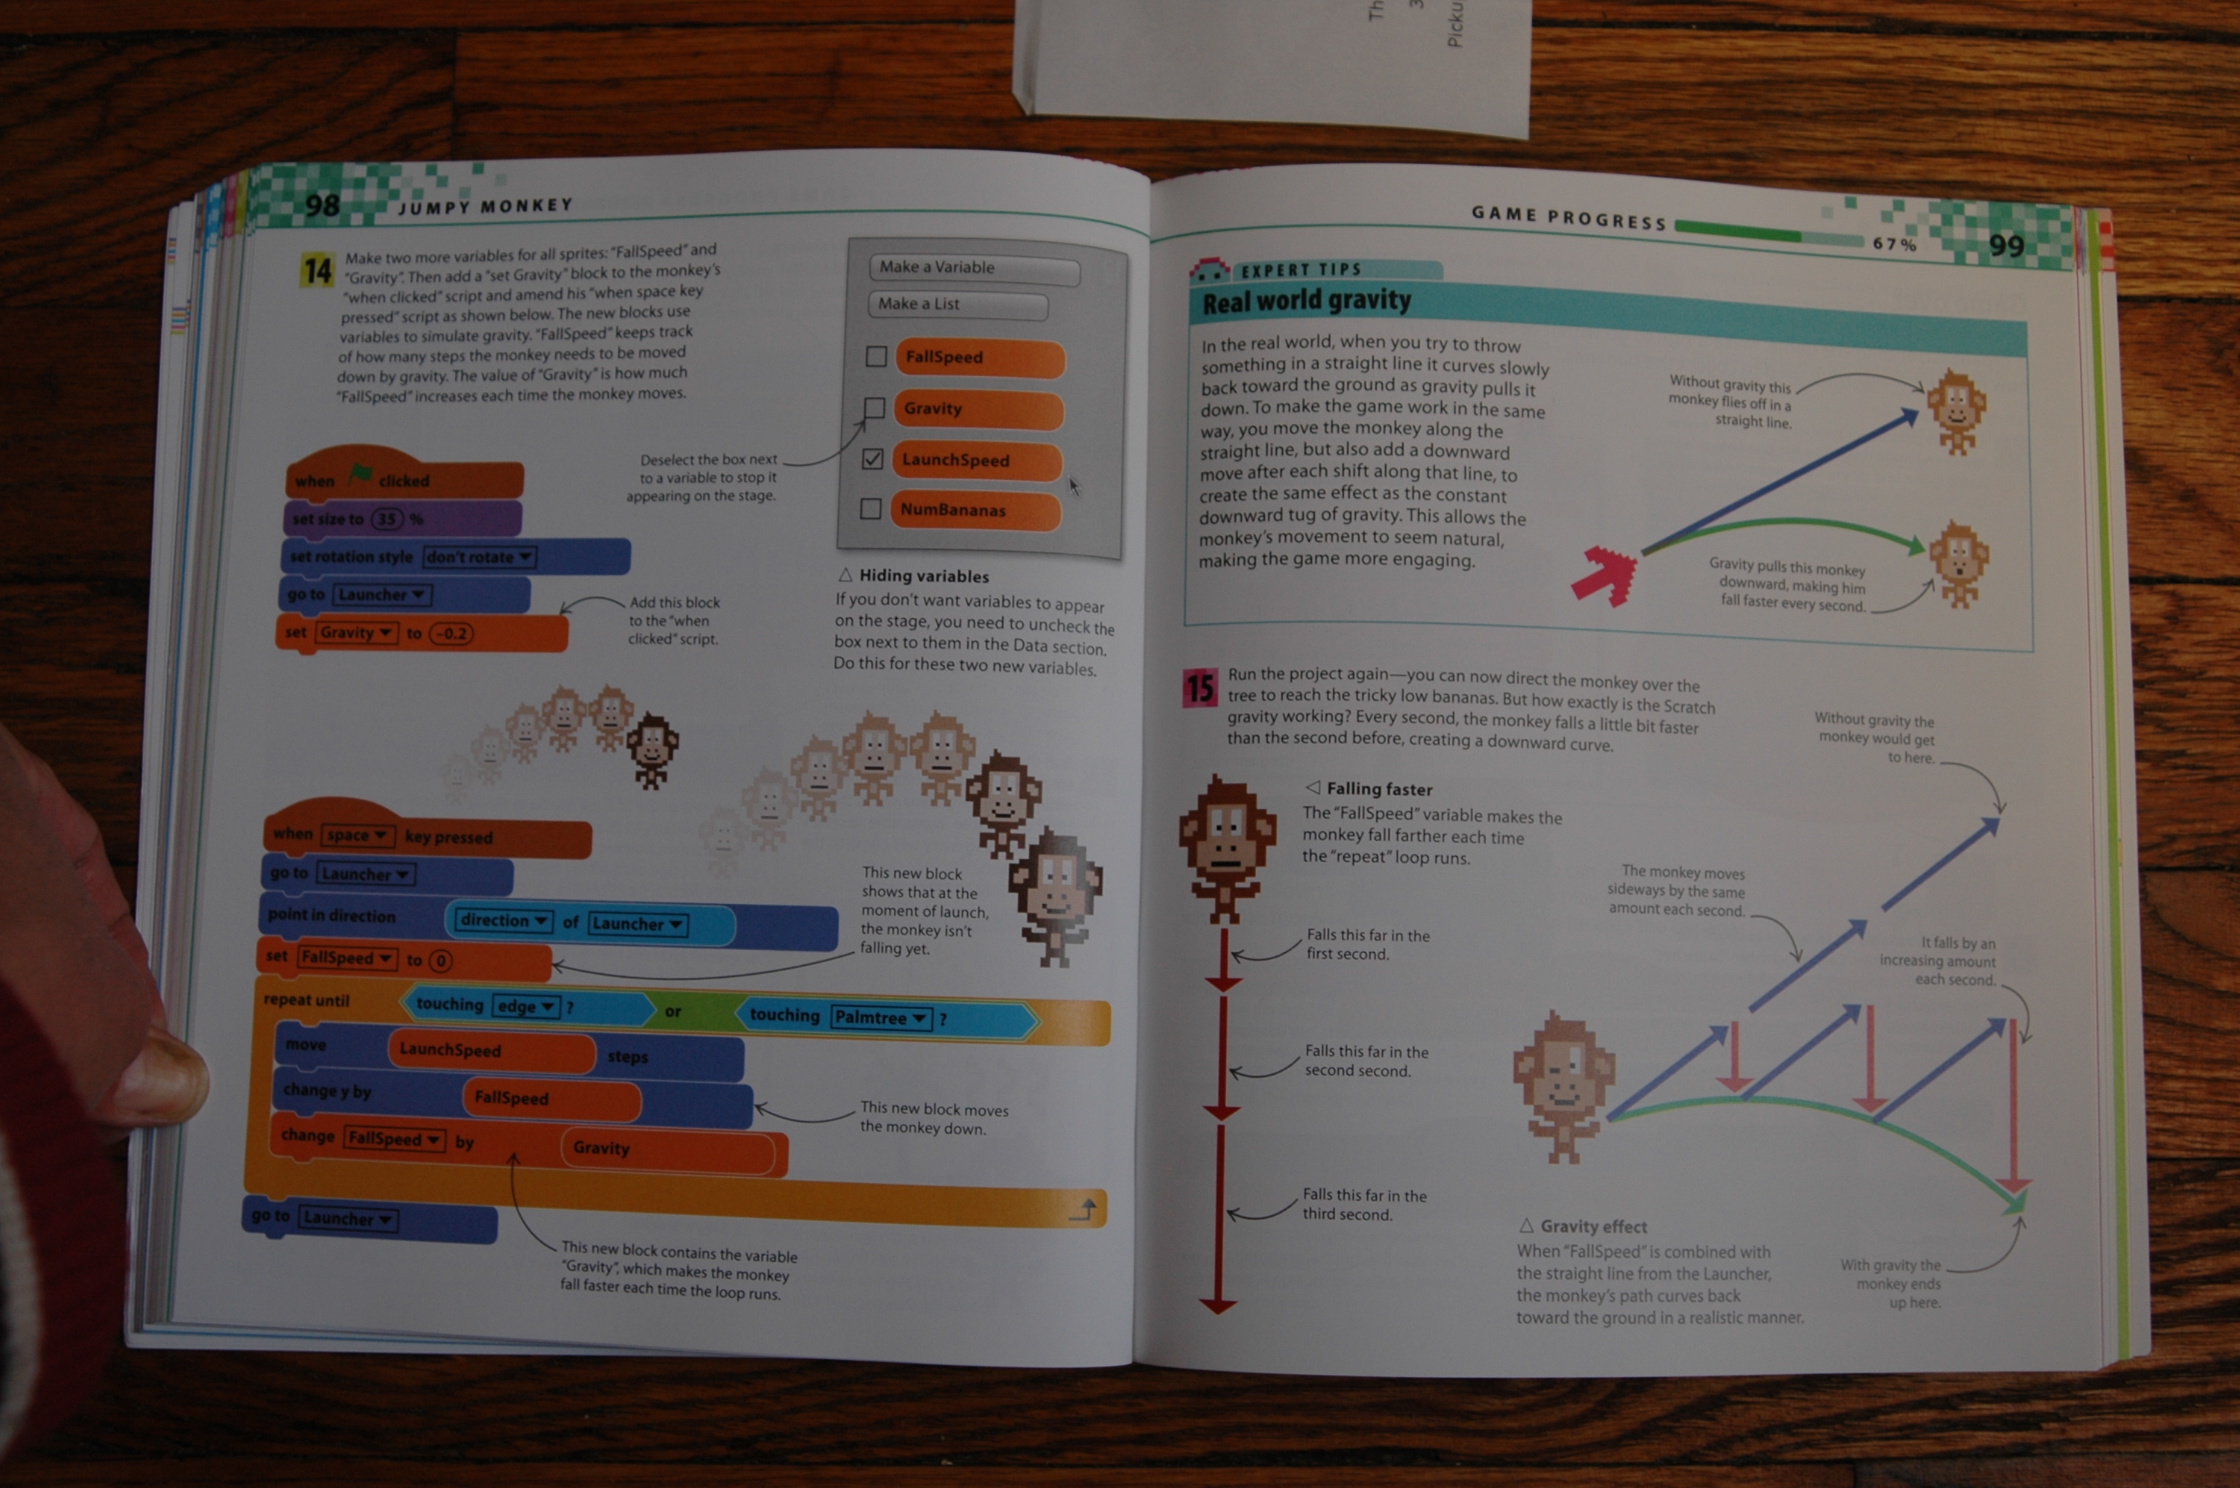 98 JUMPY MONKEY
14
Make two more variables for all sprites: "FallSpeed" and
"Gravity". Then add a "set Gravity" block to the monkey's
"when clicked" script and amend his "when space key
pressed" script as shown below. The new blocks use
variables to simulate gravity. "FallSpeed" keeps track
of how many steps the monkey needs to be moved
down by gravity. The value of "Gravity" is how much
"FallSpeed" increases each time the monkey moves.
Make a Variable
Make a List
FallSpeed
Gravity
LaunchSpeed
NumBananas
Deselect the box next
to a variable to stop it
appearing on the stage.
△ Hiding variables
If you don't want variables to appear
on the stage, you need to uncheck the
box next to them in the Data section.
Do this for these two new variables.
when clicked
set size to 35 %
set rotation style don't rotate ▼
go to Launcher ▼
set Gravity ▼ to -0.2
Add this block
to the "when
clicked" script.
when space ▼ key pressed
go to Launcher ▼
point in direction direction ▼ of Launcher ▼
set FallSpeed ▼ to 0
repeat until touching edge ▼ ? or touching Palmtree ▼ ?
move LaunchSpeed steps
change y by FallSpeed
change FallSpeed ▼ by Gravity
go to Launcher ▼
This new block
shows that at the
moment of launch,
the monkey isn't
falling yet.
This new block moves
the monkey down.
This new block contains the variable
"Gravity", which makes the monkey
fall faster each time the loop runs.
GAME PROGRESS 67% 99
EXPERT TIPS
Real world gravity
In the real world, when you try to throw
something in a straight line it curves slowly
back toward the ground as gravity pulls it
down. To make the game work in the same
way, you move the monkey along the
straight line, but also add a downward
move after each shift along that line, to
create the same effect as the constant
downward tug of gravity. This allows the
monkey's movement to seem natural,
making the game more engaging.
Without gravity this
monkey flies off in a
straight line.
Gravity pulls this monkey
downward, making him
fall faster every second.
15
Run the project again—you can now direct the monkey over the
tree to reach the tricky low bananas. But how exactly is the Scratch
gravity working? Every second, the monkey falls a little bit faster
than the second before, creating a downward curve.
◁ Falling faster
The "FallSpeed" variable makes the
monkey fall farther each time
the "repeat" loop runs.
Falls this far in the
first second.
Falls this far in the
second second.
Falls this far in the
third second.
Without gravity the
monkey would get
to here.
The monkey moves
sideways by the same
amount each second.
It falls by an
increasing amount
each second.
With gravity the
monkey ends
up here.
△ Gravity effect
When "FallSpeed" is combined with
the straight line from the Launcher,
the monkey's path curves back
toward the ground in a realistic manner.
Th
3